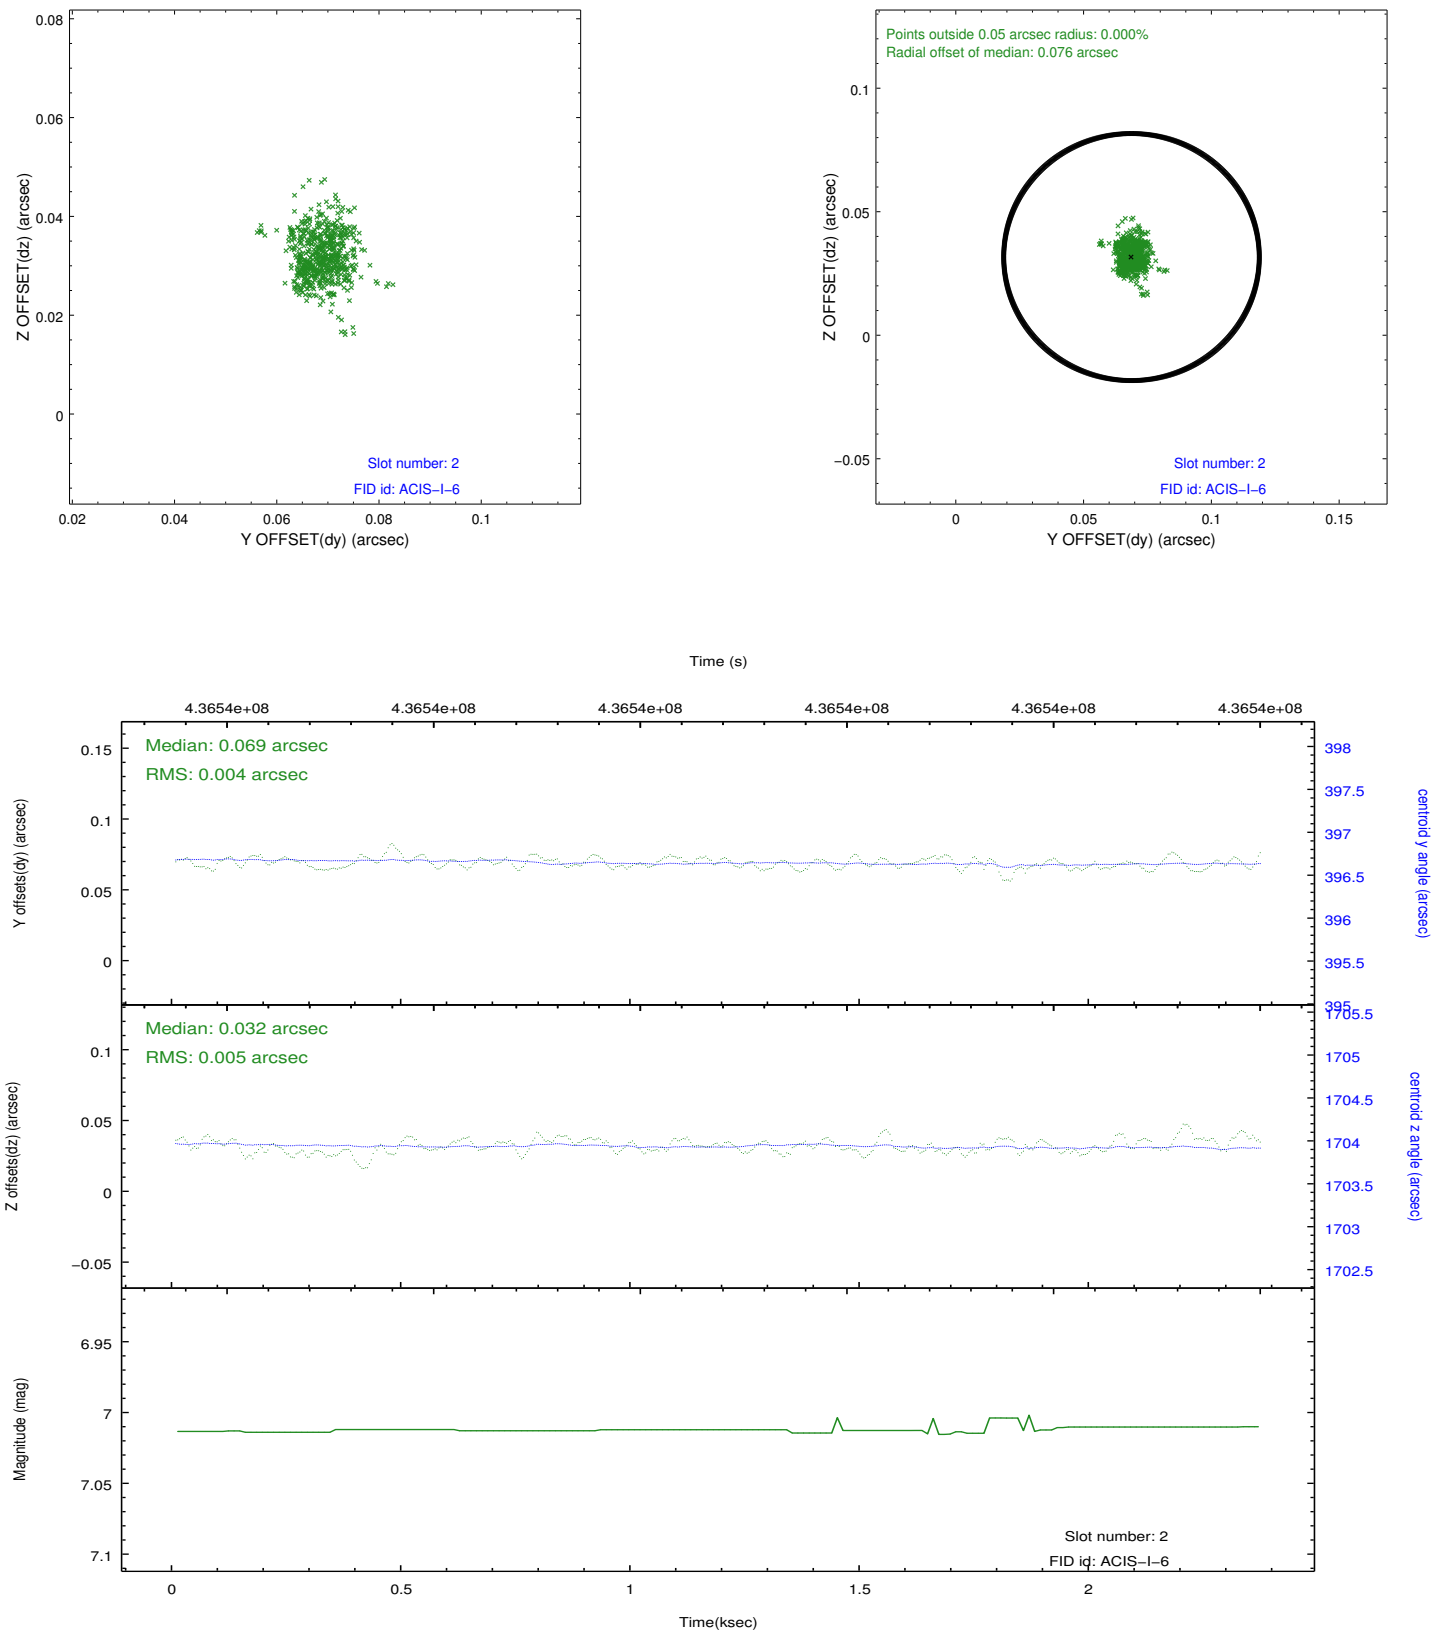 0.08
0.06
0.04
0.02
0
Z OFFSET(dz) (arcsec)
Slot number: 2
FID id: ACIS−I−6
0.02
0.04
0.06
0.08
0.1
Y OFFSET(dy) (arcsec)
Points outside 0.05 arcsec radius: 0.000%
Radial offset of median: 0.076 arcsec
0.1
0.05
0
−0.05
Z OFFSET(dz) (arcsec)
Slot number: 2
FID id: ACIS−I−6
0
0.05
0.1
0.15
Y OFFSET(dy) (arcsec)
Time (s)
4.3654e+08
4.3654e+08
4.3654e+08
4.3654e+08
4.3654e+08
4.3654e+08
Median: 0.069 arcsec
RMS: 0.004 arcsec
0.15
0.1
0.05
0
Y offsets(dy) (arcsec)
398
397.5
397
396.5
396
395.5
395
centroid y angle (arcsec)
Median: 0.032 arcsec
RMS: 0.005 arcsec
0.1
0.05
0
−0.05
Z offsets(dz) (arcsec)
1705.5
1705
1704.5
1704
1703.5
1703
1702.5
centroid z angle (arcsec)
6.95
7
7.05
7.1
Magnitude (mag)
Slot number: 2
FID id: ACIS−I−6
0
0.5
1
1.5
2
Time(ksec)